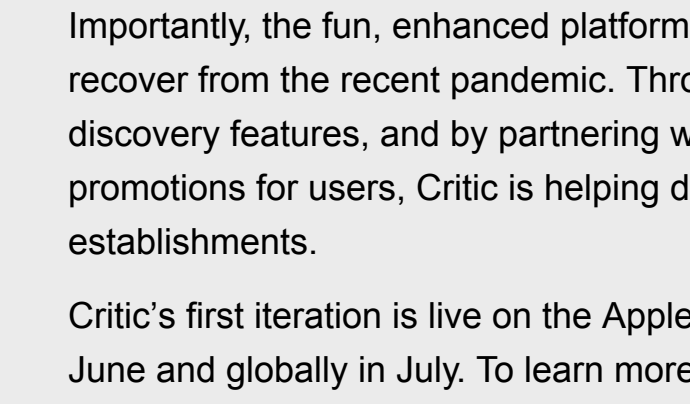 Importantly, the fun, enhanced platform
recover from the recent pandemic.
discovery features, and by partnering
promotions for users, Critic is helping
establishments.
Critic’s first iteration is live on the Apple
June and globally in July. To learn more